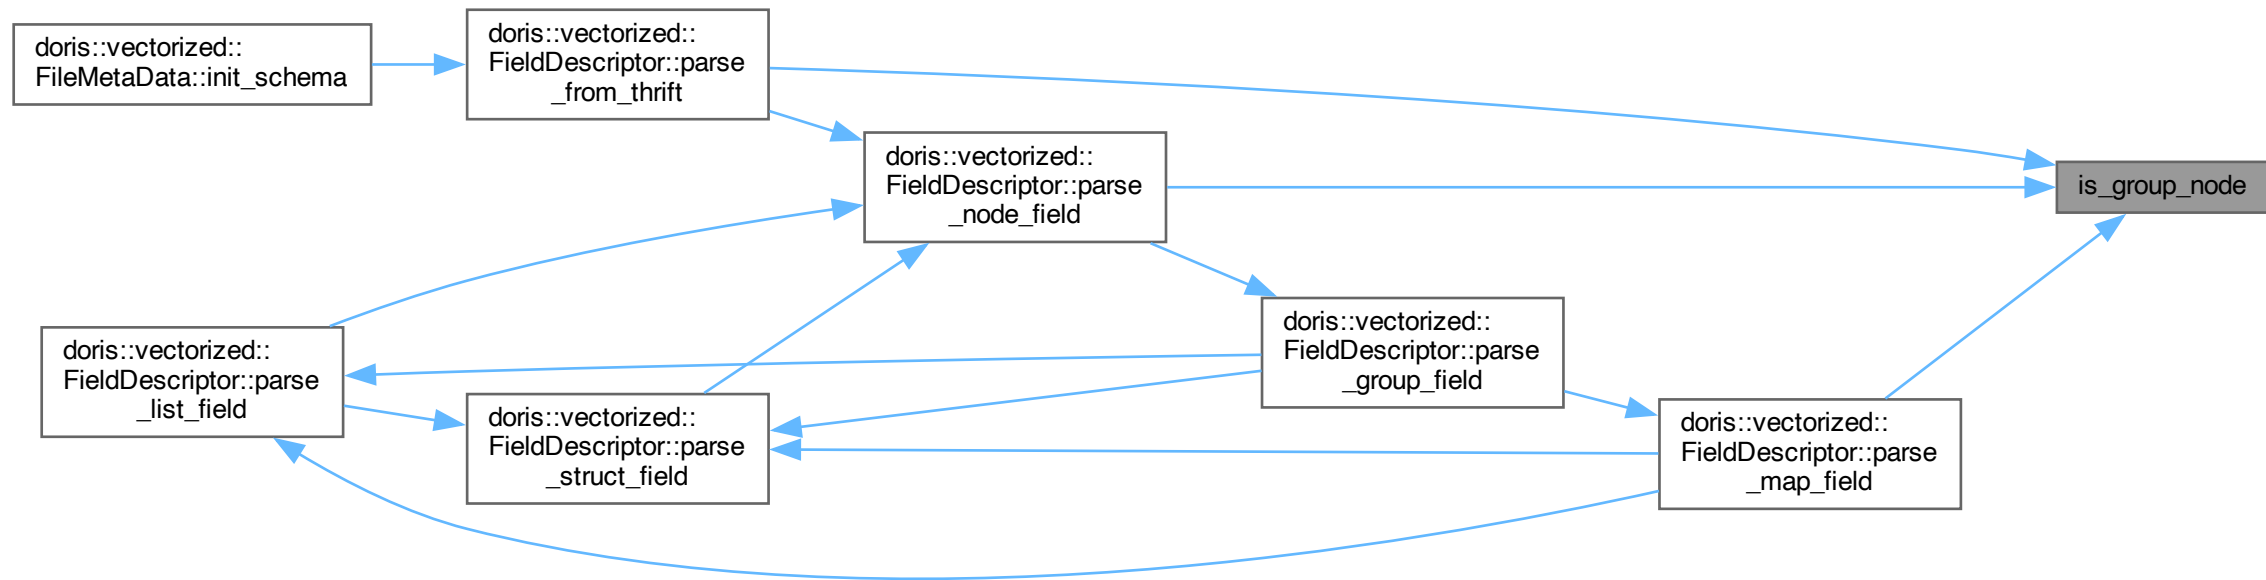 doris::vectorized::
FileMetaData::init_schema
doris::vectorized::
FieldDescriptor::parse
_from_thrift
doris::vectorized::
FieldDescriptor::parse
_node_field
is_group_node
doris::vectorized::
FieldDescriptor::parse
_group_field
doris::vectorized::
FieldDescriptor::parse
_list_field
doris::vectorized::
FieldDescriptor::parse
_struct_field
doris::vectorized::
FieldDescriptor::parse
_map_field